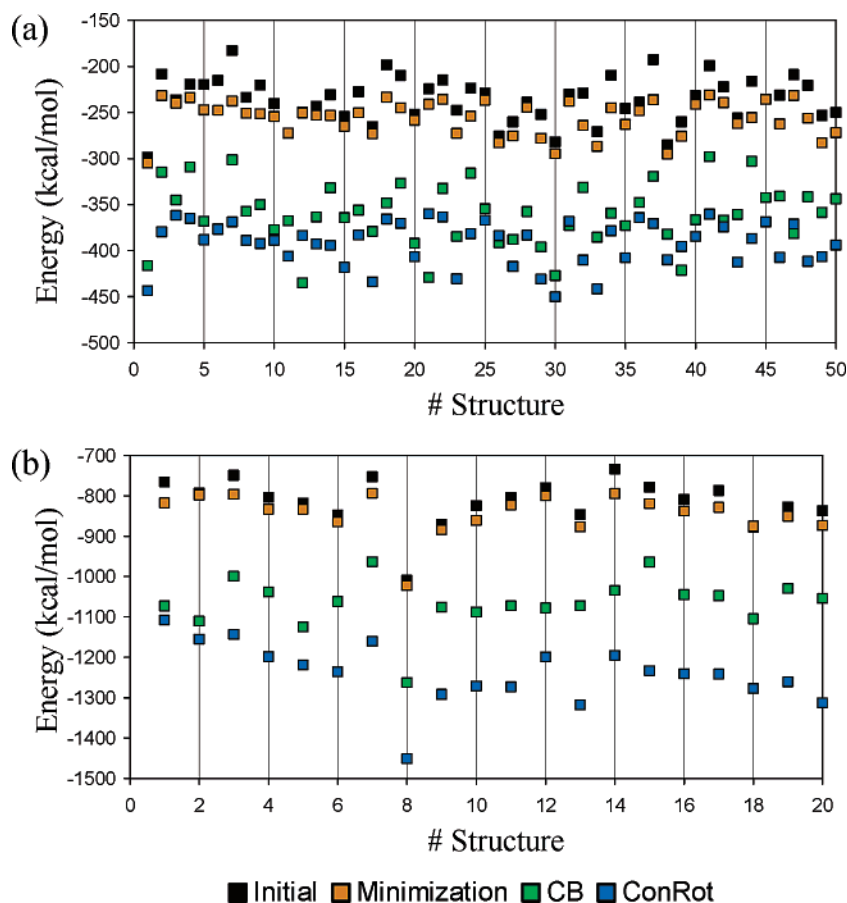 (a)
Energy (kcal/mol)
-150
-200
-250
-300
-350
-400
-450
-500
0 5 10 15 20 25 30 35 40 45 50
# Structure
(b)
Energy (kcal/mol)
-700
-800
-900
-1000
-1100
-1200
-1300
-1400
-1500
0 2 4 6 8 10 12 14 16 18 20
# Structure
Initial Minimization CB ConRot